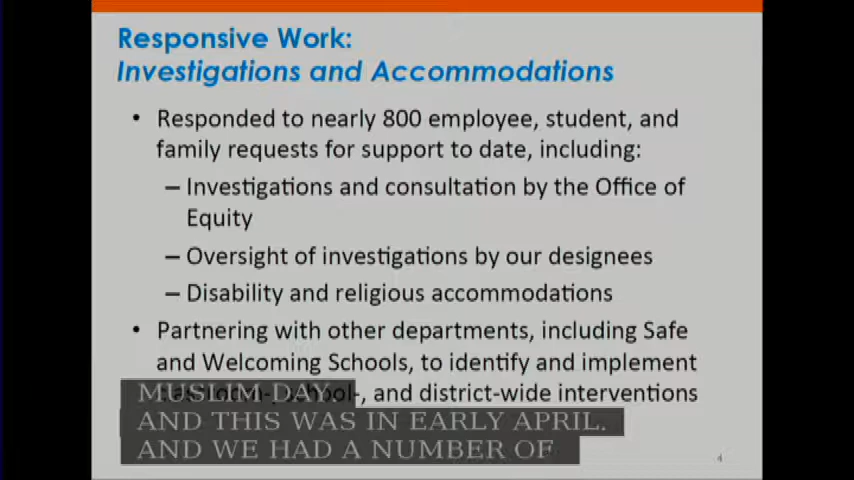 Responsive Work:
Investigations and Accommodations
• Responded to nearly 800 employee, student, and
family requests for support to date, including:
– Investigations and consultation by the Office of
Equity
– Oversight of investigations by our designees
– Disability and religious accommodations
• Partnering with other departments, including Safe
and Welcoming Schools, to identify and implement
classroom-, school-, and district-wide interventions
MUSLIM DAY.
AND THIS WAS IN EARLY APRIL.
AND WE HAD A NUMBER OF
4